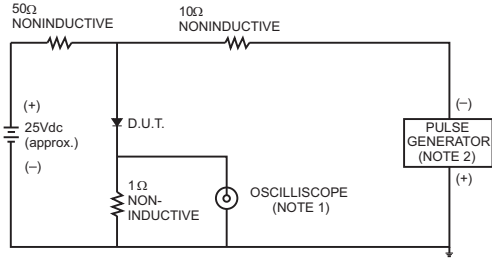 50Ω
NONINDUCTIVE
10Ω
NONINDUCTIVE
(+)
25Vdc
(approx.)
(–)
D.U.T.
1Ω
NON-
INDUCTIVE
OSCILLISCOPE
(NOTE 1)
(–)
PULSE
GENERATOR
(NOTE 2)
(+)